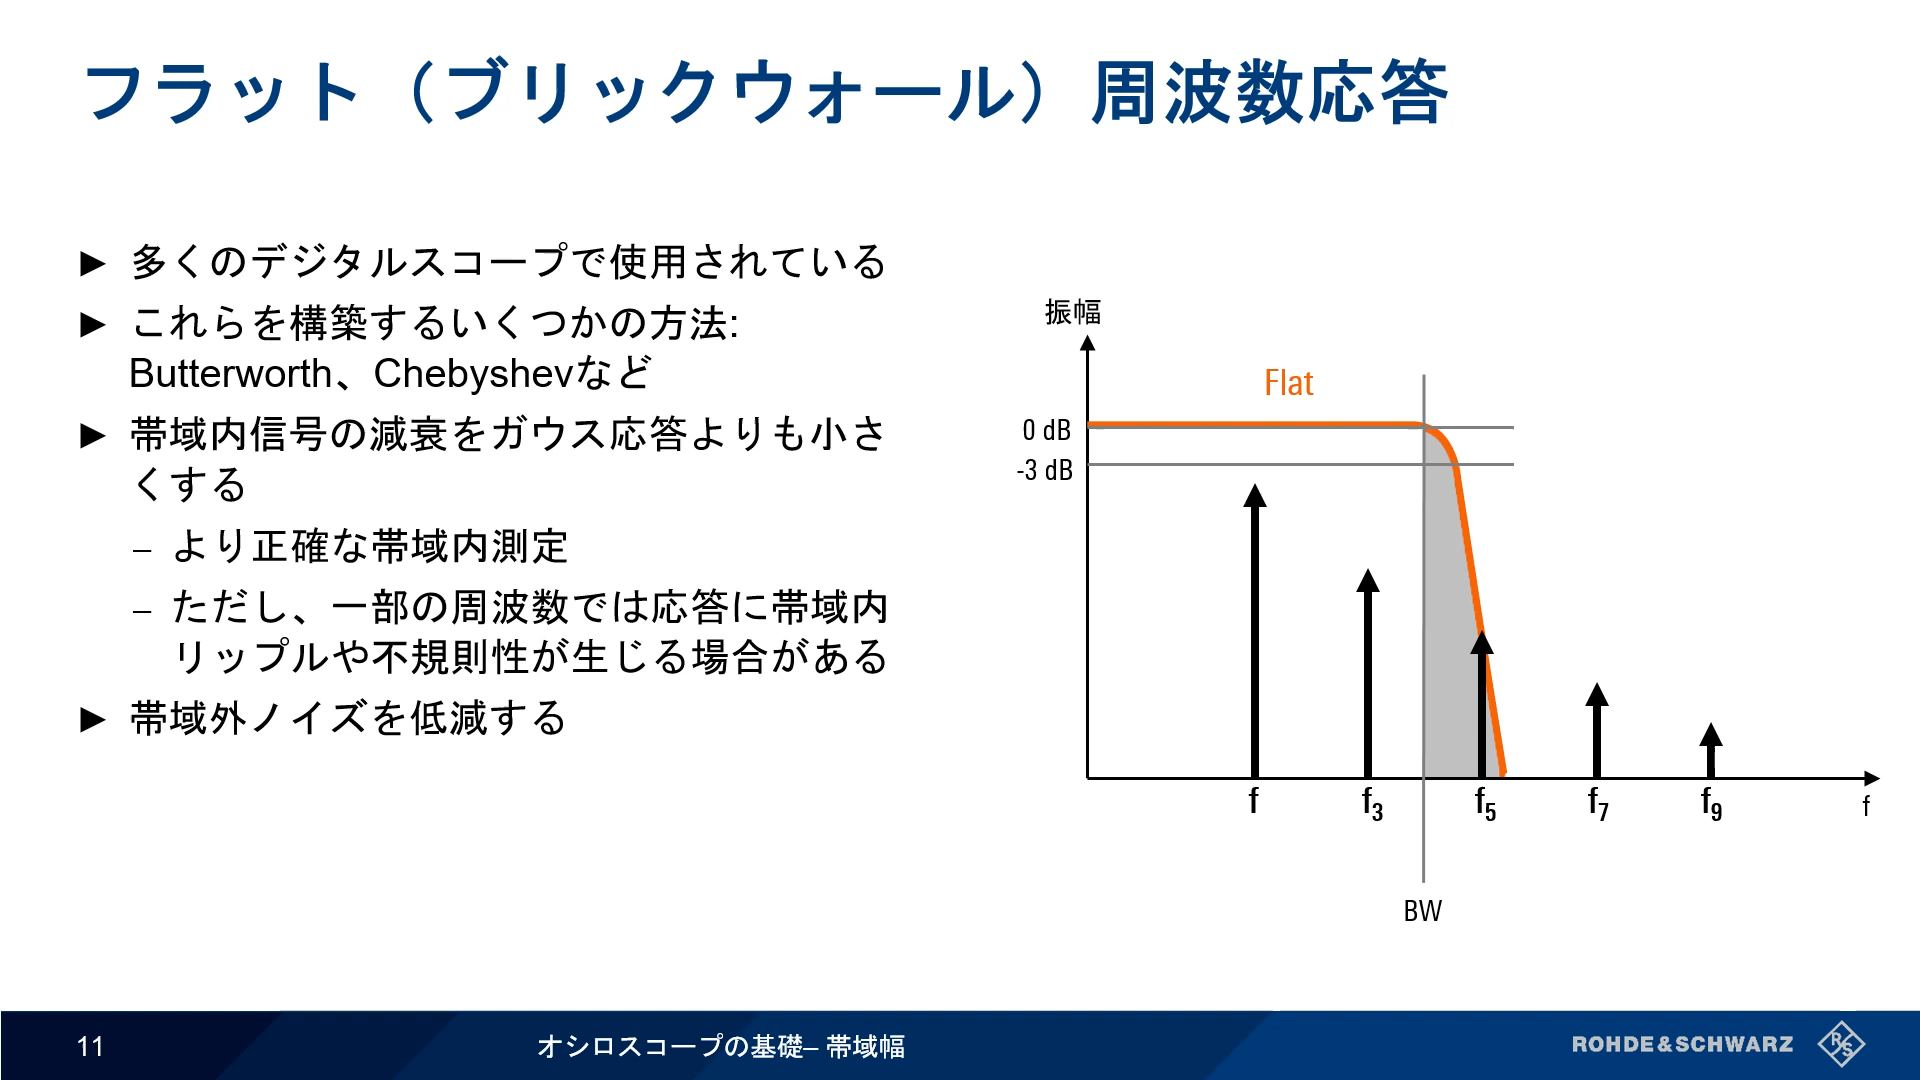 フラット（ブリックウォール）周波数応答
► 多くのデジタルスコープで使用されている
► これらを構築するいくつかの方法:
Butterworth、Chebyshevなど
► 帯域内信号の減衰をガウス応答よりも小さ
くする
– より正確な帯域内測定
– ただし、一部の周波数では応答に帯域内
リップルや不規則性が生じる場合がある
► 帯域外ノイズを低減する
振幅
Flat
0 dB
-3 dB
f f3 f5 f7 f9 f
BW
11 オシロスコープの基礎– 帯域幅 ROHDE&SCHWARZ R&S